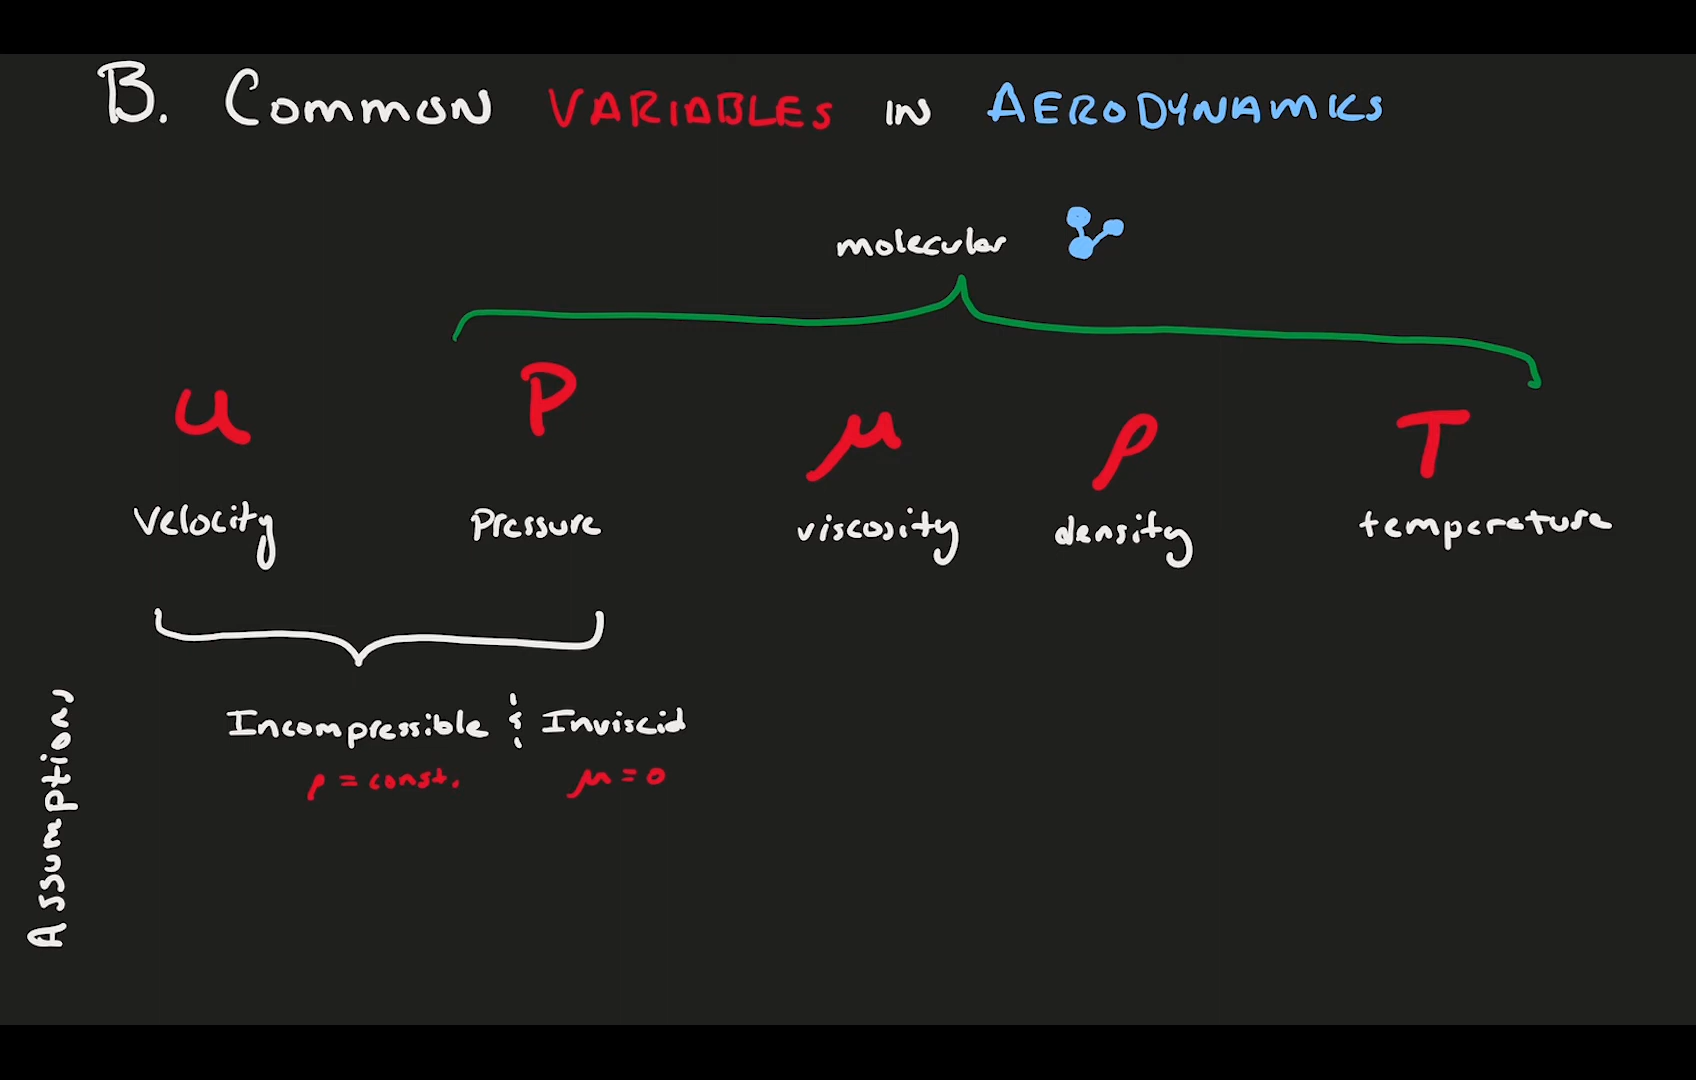 B. Common VARIABLES IN AERODYNAMICS
molecular
u P μ ρ T
Velocity Pressure viscosity density temperature
Incompressible & Inviscid
ρ = const. μ = 0
Assumptions